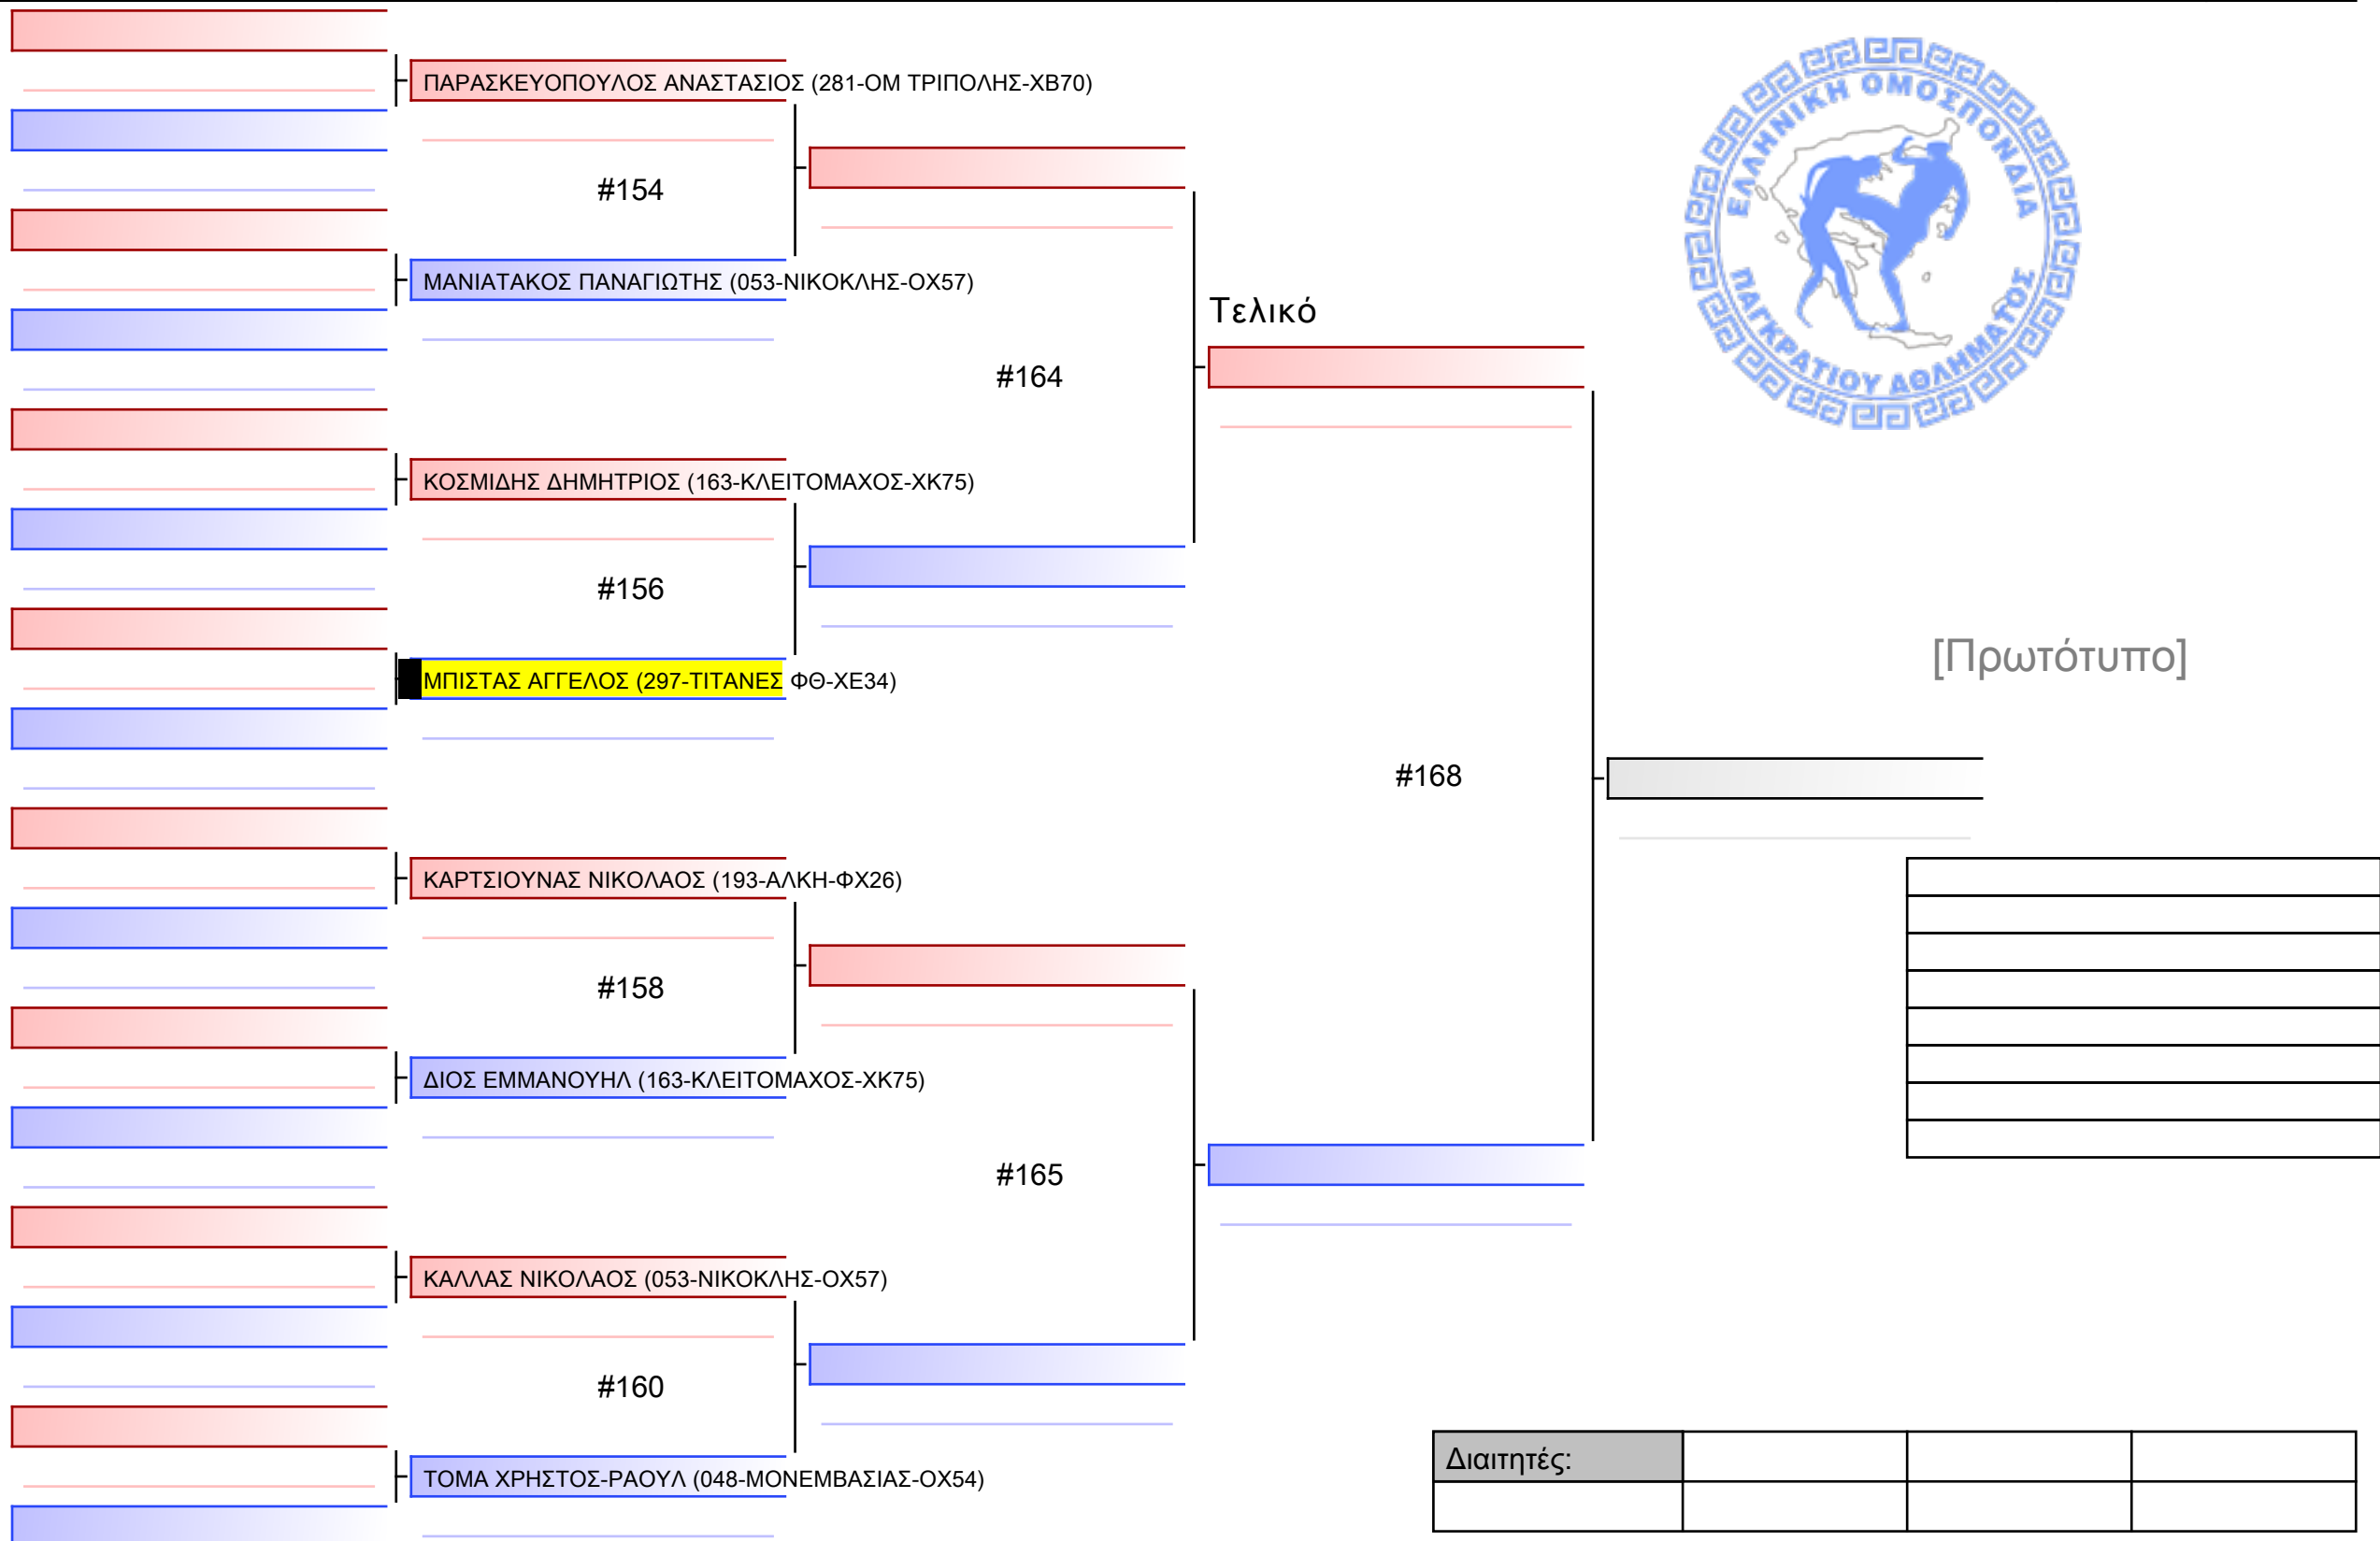 ΠΑΡΑΣΚΕΥΟΠΟΥΛΟΣ ΑΝΑΣΤΑΣΙΟΣ (281-ΟΜ ΤΡΙΠΟΛΗΣ-ΧΒ70)
#154
ΜΑΝΙΑΤΑΚΟΣ ΠΑΝΑΓΙΩΤΗΣ (053-ΝΙΚΟΚΛΗΣ-ΟΧ57)
#164
ΚΟΣΜΙΔΗΣ ΔΗΜΗΤΡΙΟΣ (163-ΚΛΕΙΤΟΜΑΧΟΣ-ΧΚ75)
#156
ΜΠΙΣΤΑΣ ΑΓΓΕΛΟΣ (297-ΤΙΤΑΝΕΣ ΦΘ-ΧΕ34)
Τελικό
#168
ΚΑΡΤΣΙΟΥΝΑΣ ΝΙΚΟΛΑΟΣ (193-ΑΛΚΗ-ΦΧ26)
#158
ΔΙΟΣ ΕΜΜΑΝΟΥΗΛ (163-ΚΛΕΙΤΟΜΑΧΟΣ-ΧΚ75)
#165
ΚΑΛΛΑΣ ΝΙΚΟΛΑΟΣ (053-ΝΙΚΟΚΛΗΣ-ΟΧ57)
#160
ΤΟΜΑ ΧΡΗΣΤΟΣ-ΡΑΟΥΛ (048-ΜΟΝΕΜΒΑΣΙΑΣ-ΟΧ54)
ΕΛΛΗΝΙΚΗ ΟΜΟΣΠΟΝΔΙΑ
ΠΑΓΚΡΑΤΙΟΥ ΑΘΛΗΜΑΤΟΣ
[Πρωτότυπο]
Διαιτητές: